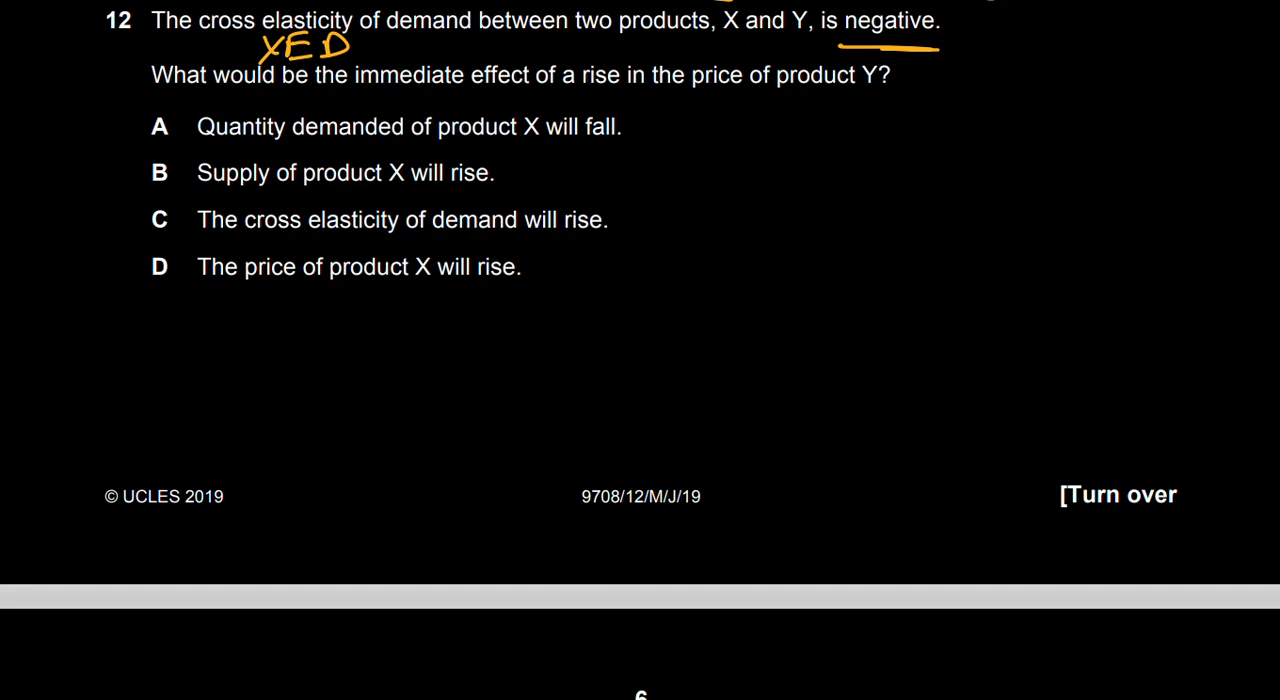 12 The cross elasticity of demand between two products, X and Y, is negative.
XED
What would be the immediate effect of a rise in the price of product Y?
A Quantity demanded of product X will fall.
B Supply of product X will rise.
C The cross elasticity of demand will rise.
D The price of product X will rise.
© UCLES 2019 9708/12/M/J/19 [Turn over
6